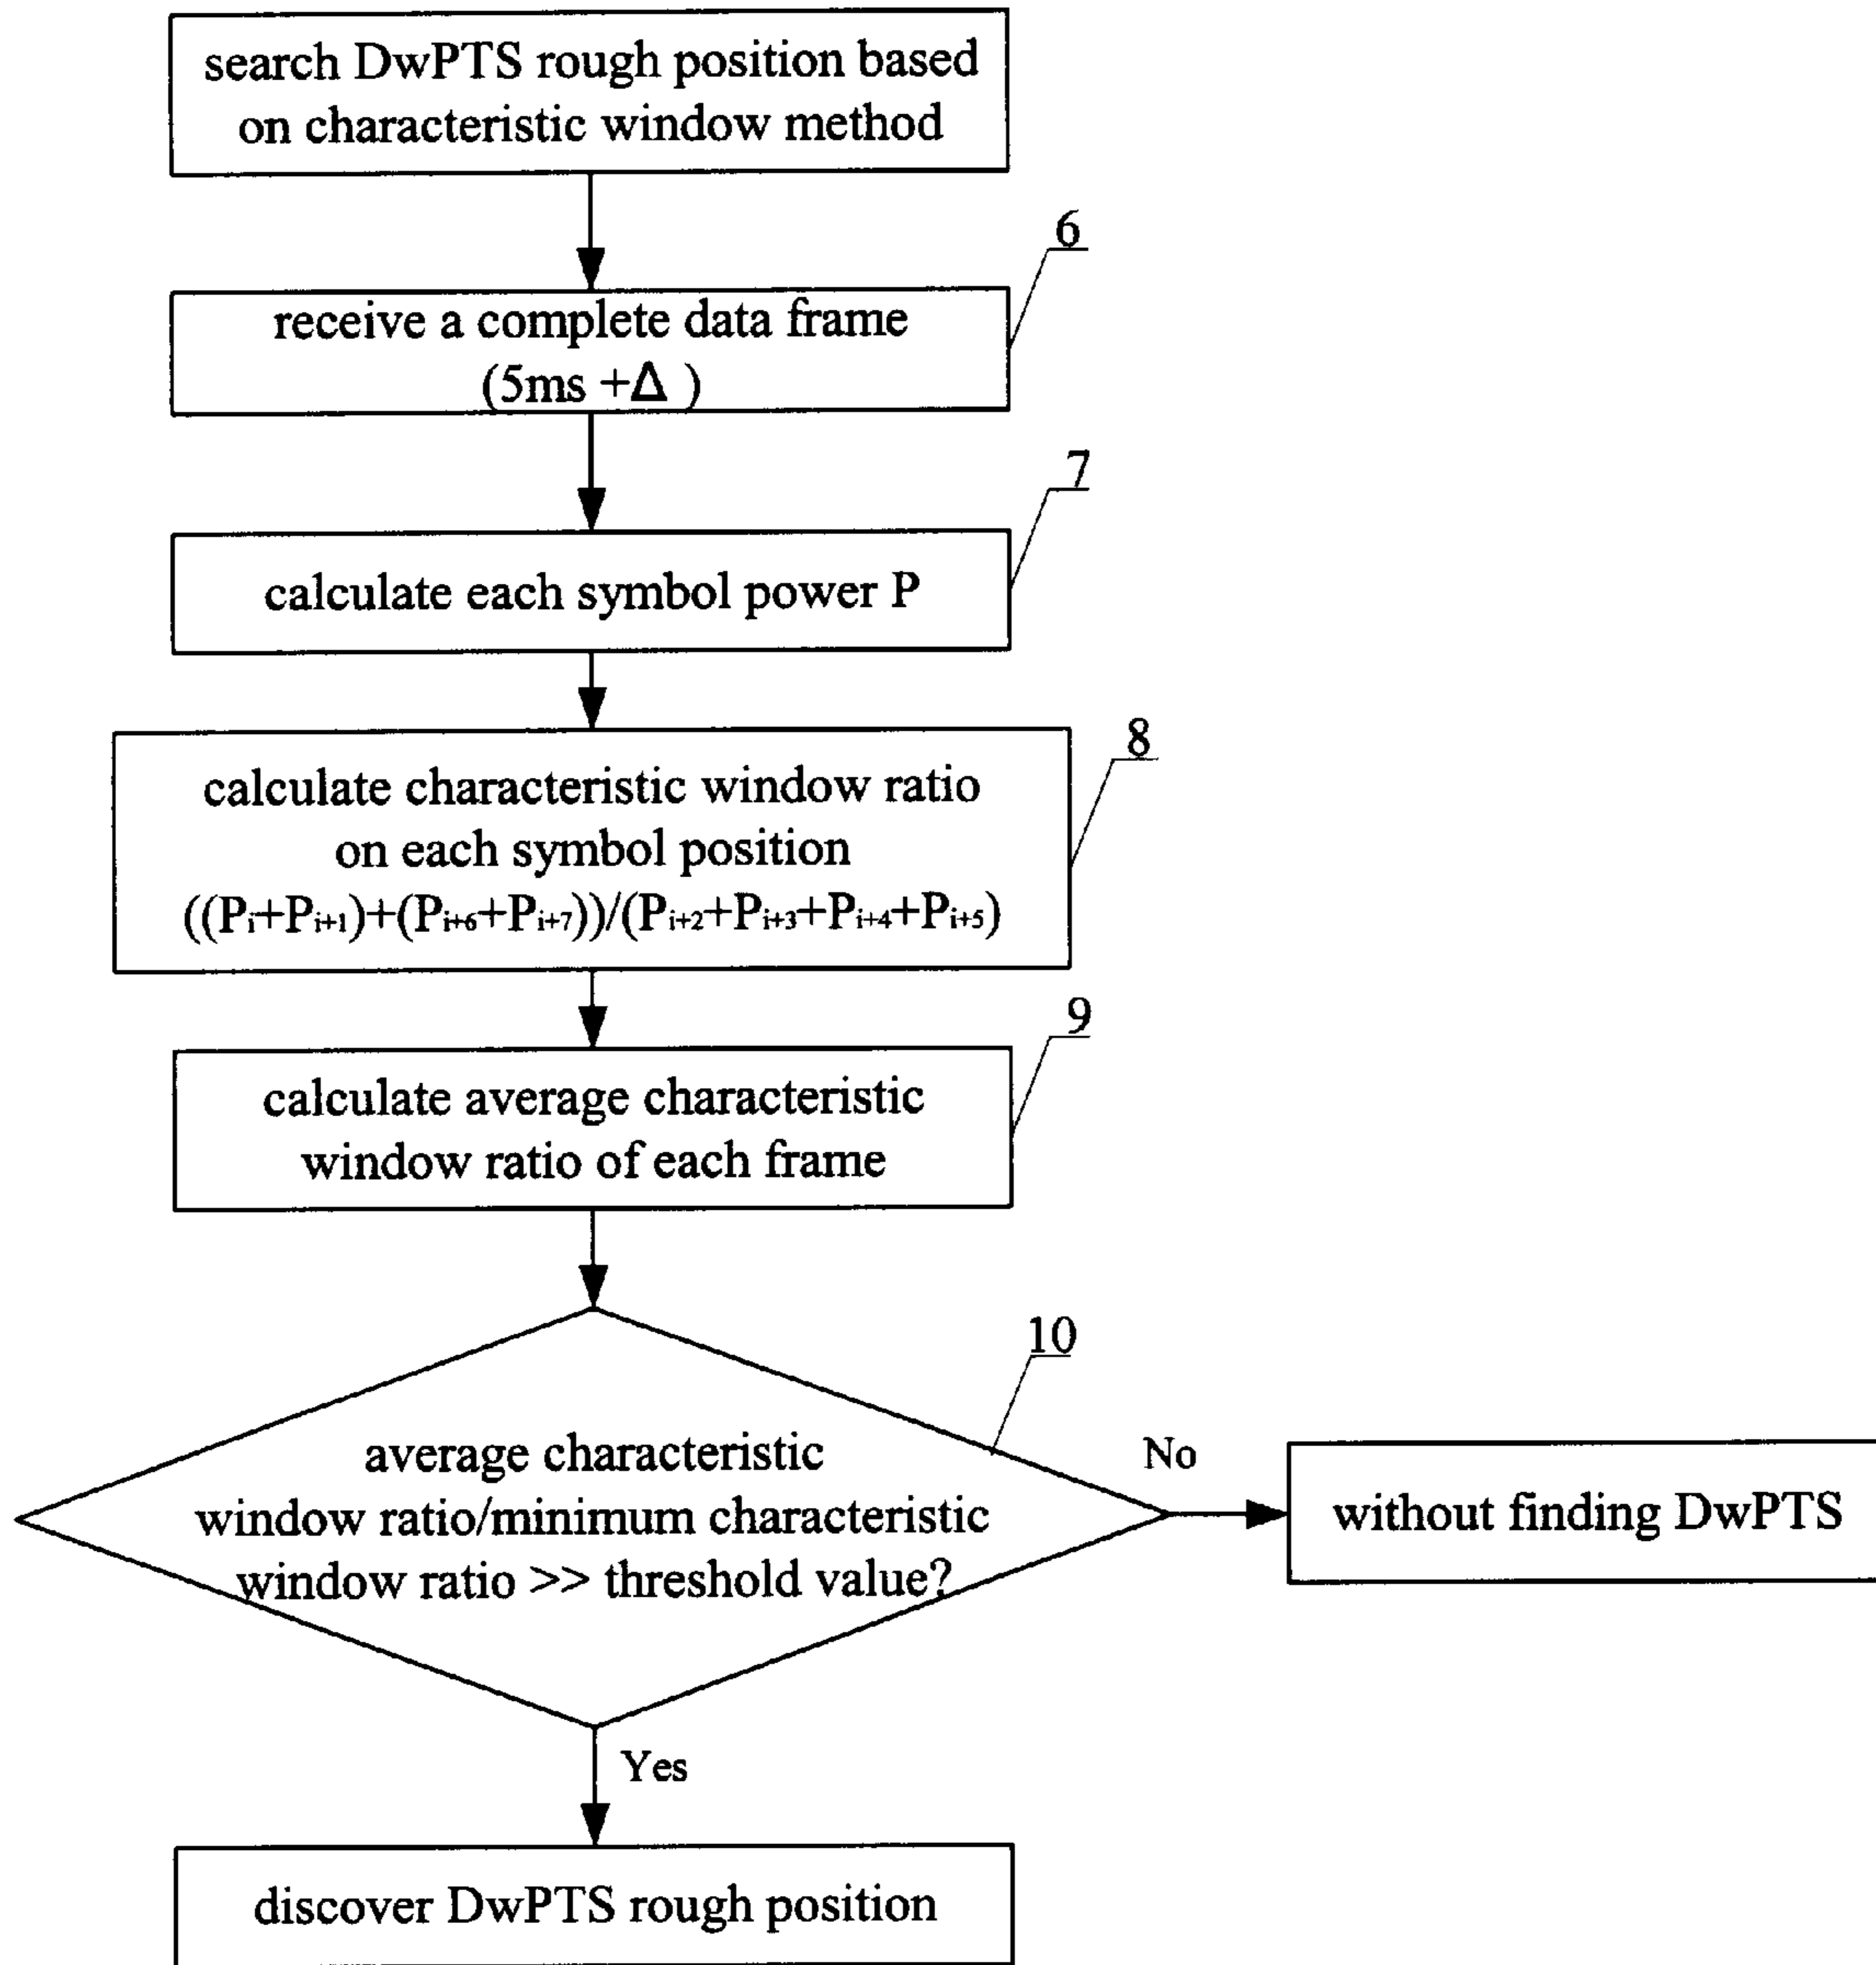 search DwPTS rough position based
on characteristic window method
6
receive a complete data frame
(5ms +Δ )
7
calculate each symbol power P
8
calculate characteristic window ratio
on each symbol position
((Pᵢ+Pᵢ₊₁)+(Pᵢ₊₆+Pᵢ₊₇))/(Pᵢ₊₂+Pᵢ₊₃+Pᵢ₊₄+Pᵢ₊₅)
9
calculate average characteristic
window ratio of each frame
10
average characteristic
window ratio/minimum characteristic
window ratio >> threshold value?
No
without finding DwPTS
Yes
discover DwPTS rough position